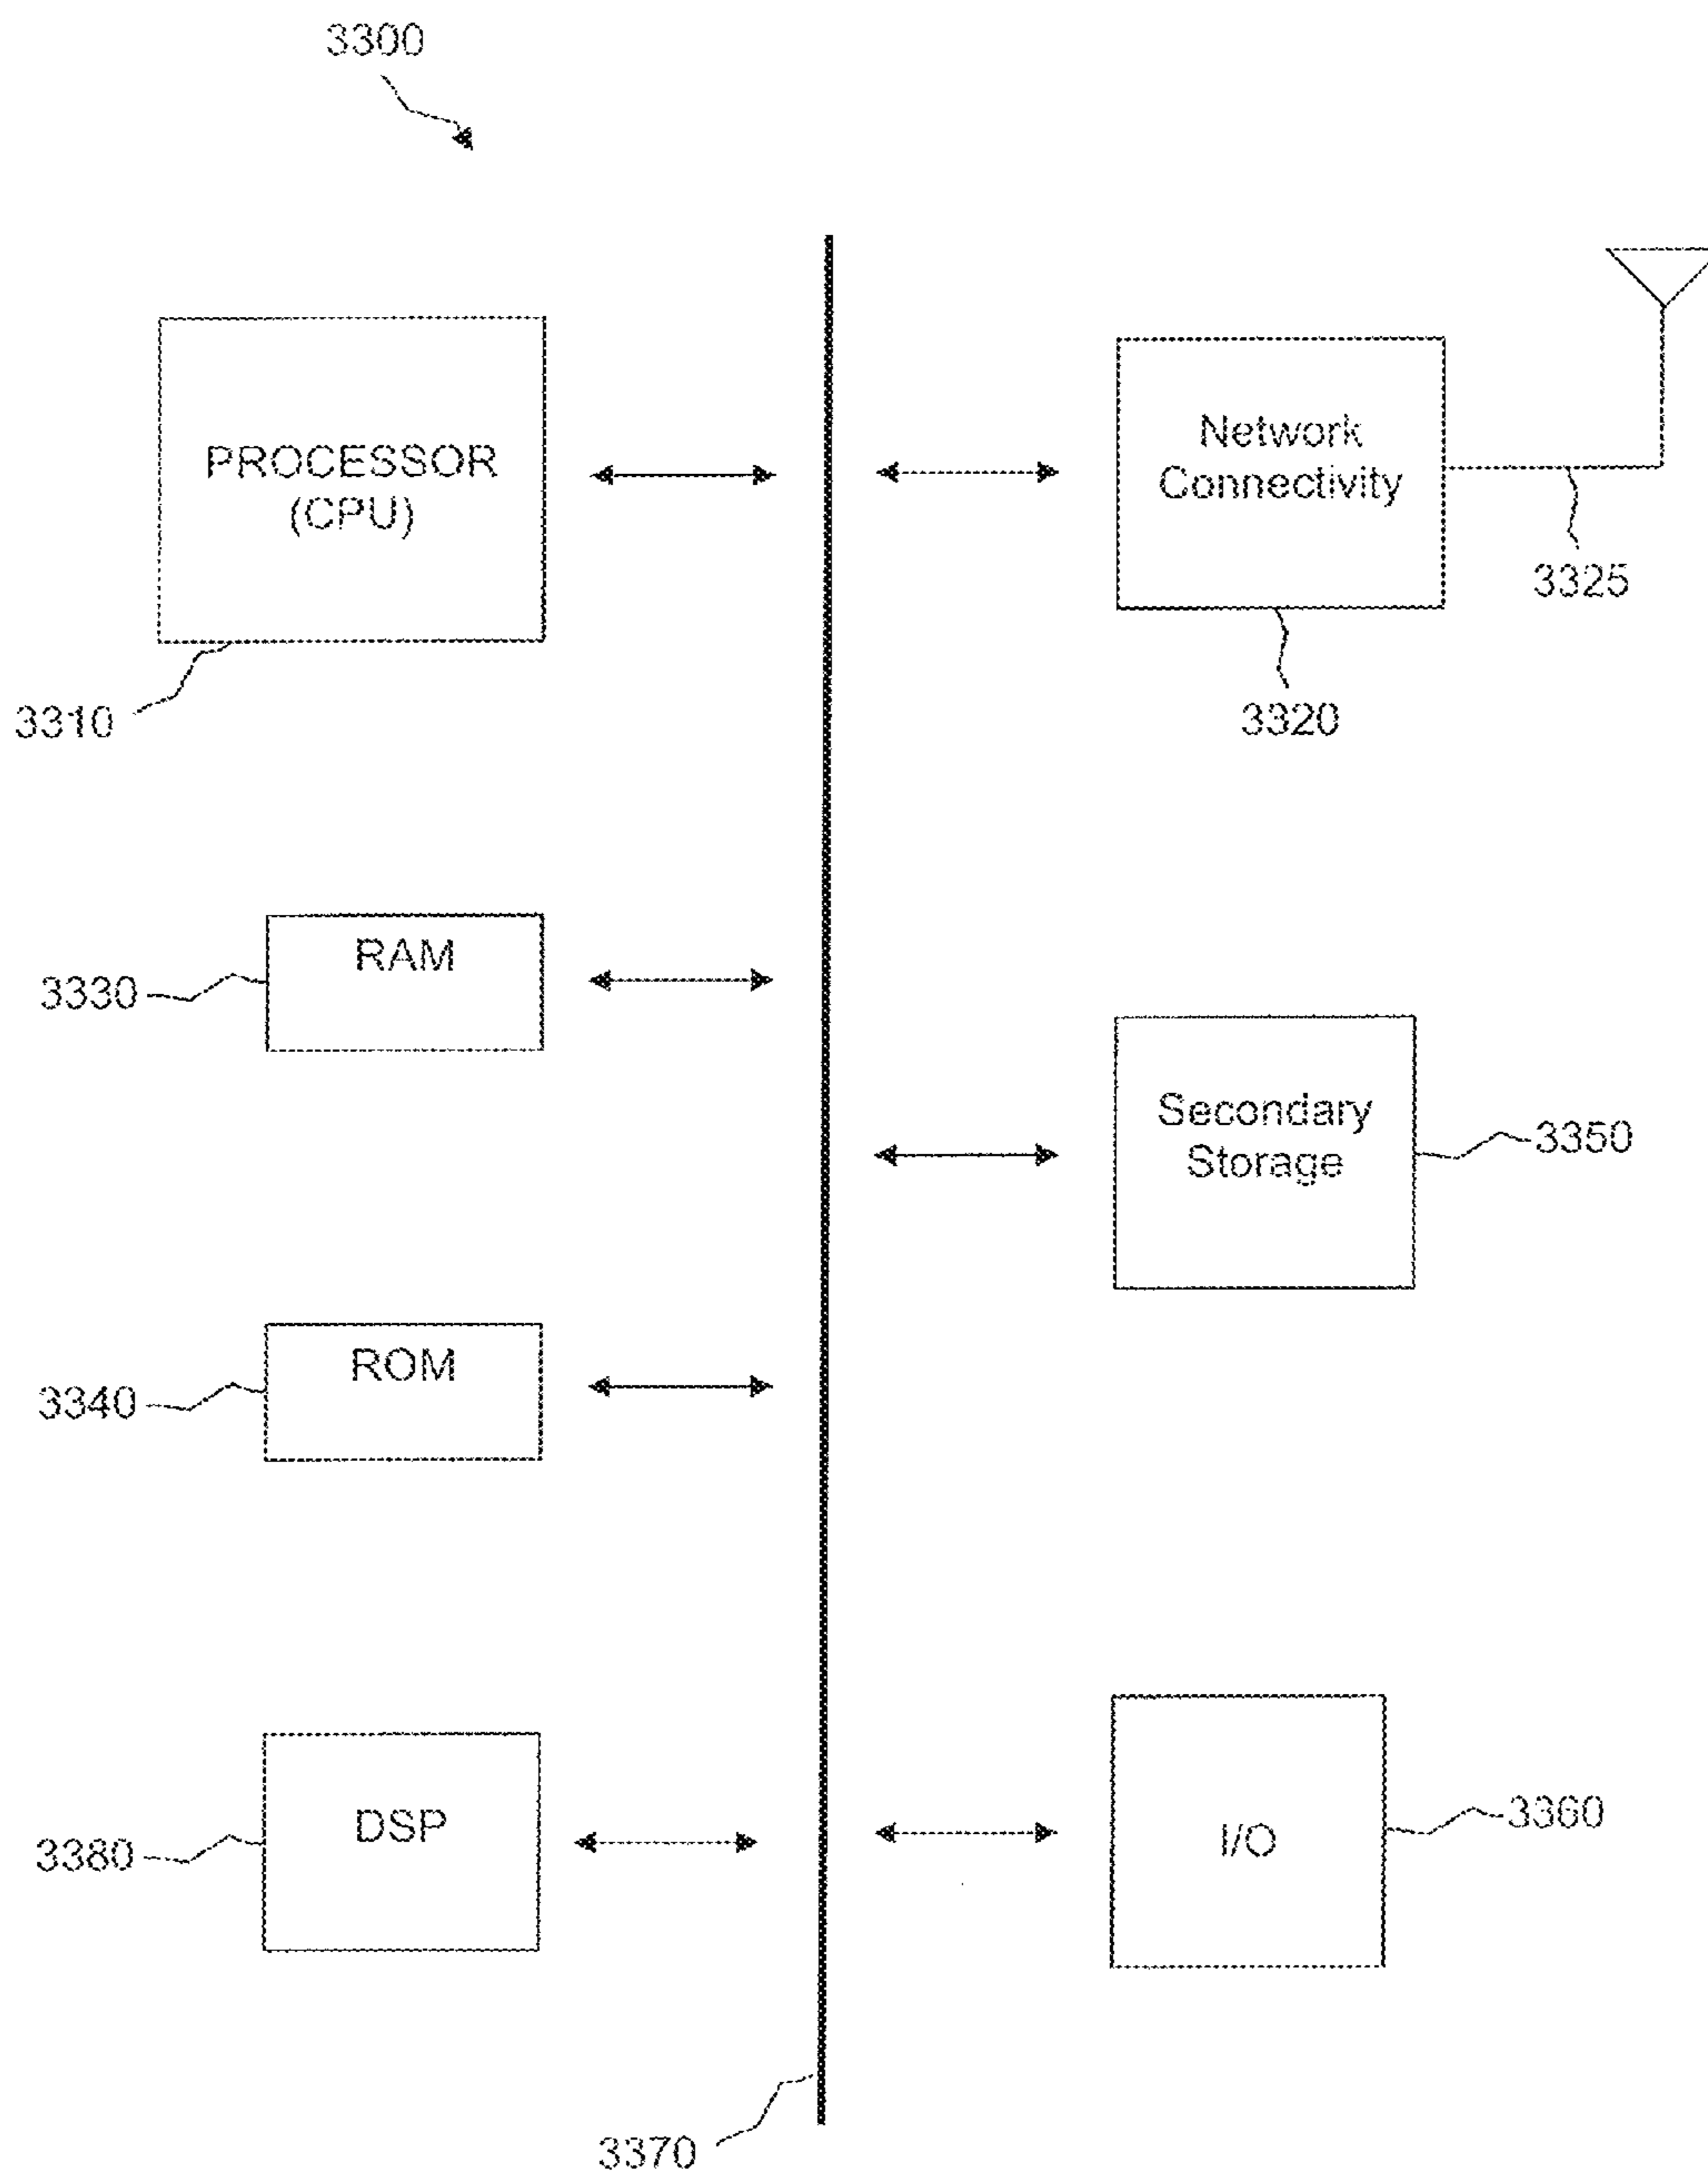 3300
PROCESSOR
(CPU)
3310
Network
Connectivity
3325
3320
RAM
3330
Secondary
Storage
3350
ROM
3340
DSP
3380
I/O
3360
3370